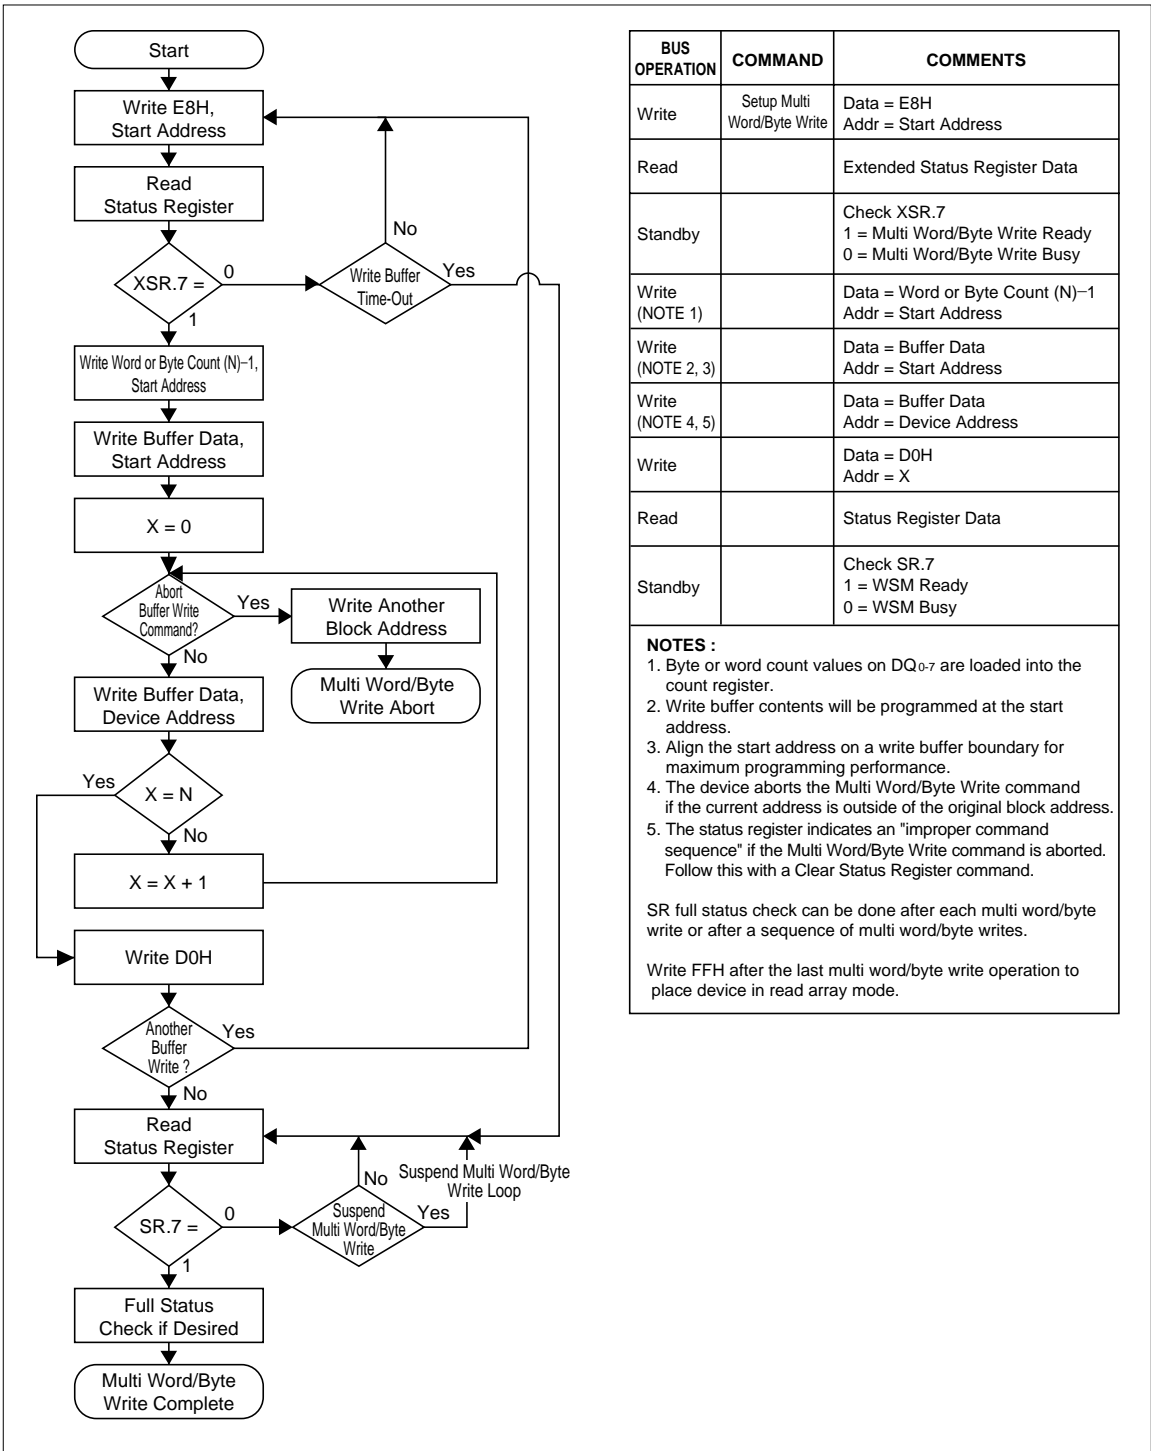 Start
Write E8H,
Start Address
Read
Status Register
No
XSR.7 =
0
Write Buffer
Time-Out
Yes
1
Write Word or Byte Count (N)−1,
Start Address
Write Buffer Data,
Start Address
X = 0
Abort
Buffer Write
Command?
Yes
Write Another
Block Address
No
Multi Word/Byte
Write Abort
Write Buffer Data,
Device Address
Yes
X = N
No
X = X + 1
Write D0H
Another
Buffer
Write ?
Yes
No
Read
Status Register
No
Suspend Multi Word/Byte
Write Loop
SR.7 =
0
Suspend
Multi Word/Byte
Write
Yes
1
Full Status
Check if Desired
Multi Word/Byte
Write Complete
BUS
OPERATION
COMMAND
COMMENTS
Write
Setup Multi
Word/Byte Write
Data = E8H
Addr = Start Address
Read
Extended Status Register Data
Standby
Check XSR.7
1 = Multi Word/Byte Write Ready
0 = Multi Word/Byte Write Busy
Write
(NOTE 1)
Data = Word or Byte Count (N)−1
Addr = Start Address
Write
(NOTE 2, 3)
Data = Buffer Data
Addr = Start Address
Write
(NOTE 4, 5)
Data = Buffer Data
Addr = Device Address
Write
Data = D0H
Addr = X
Read
Status Register Data
Standby
Check SR.7
1 = WSM Ready
0 = WSM Busy
NOTES :
1. Byte or word count values on DQ0-7 are loaded into the
count register.
2. Write buffer contents will be programmed at the start
address.
3. Align the start address on a write buffer boundary for
maximum programming performance.
4. The device aborts the Multi Word/Byte Write command
if the current address is outside of the original block address.
5. The status register indicates an "improper command
sequence" if the Multi Word/Byte Write command is aborted.
Follow this with a Clear Status Register command.
SR full status check can be done after each multi word/byte
write or after a sequence of multi word/byte writes.
Write FFH after the last multi word/byte write operation to
place device in read array mode.